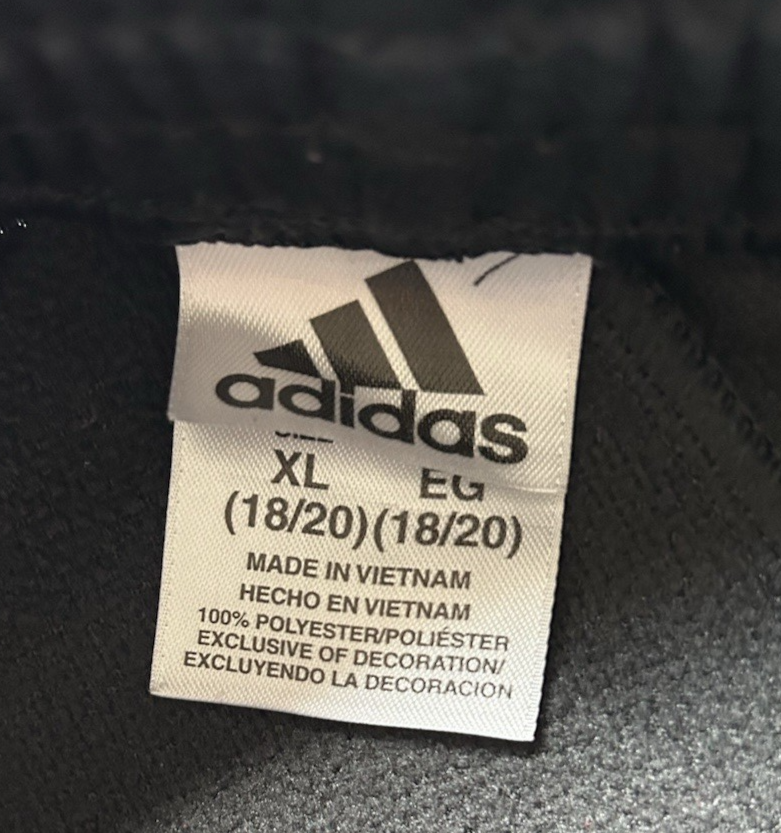 adidas
XL EG
(18/20) (18/20)
MADE IN VIETNAM
HECHO EN VIETNAM
100% POLYESTER/POLIÉSTER
EXCLUSIVE OF DECORATION/
EXCLUYENDO LA DECORACION